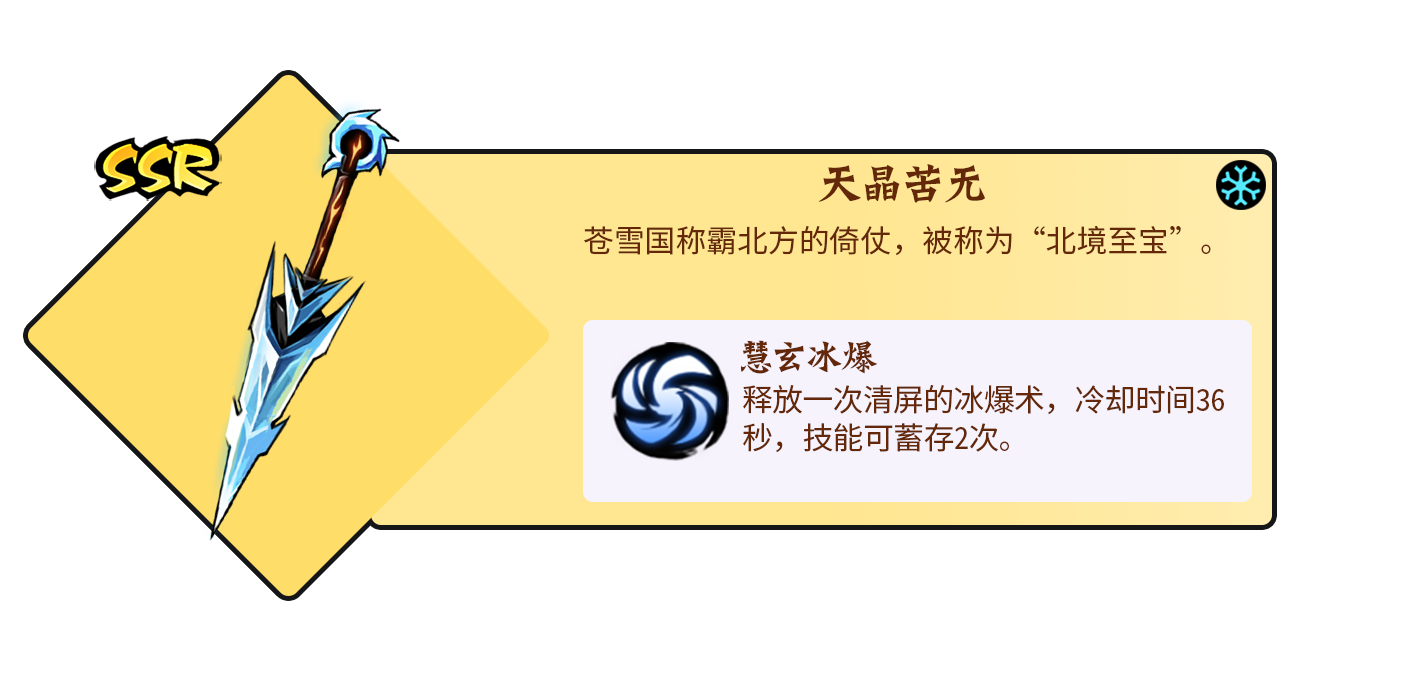 SSR
天晶苦无
苍雪国称霸北方的倚仗，被称为“北境至宝”。
慧玄冰爆
释放一次清屏的冰爆术，冷却时间36
秒，技能可蓄存2次。